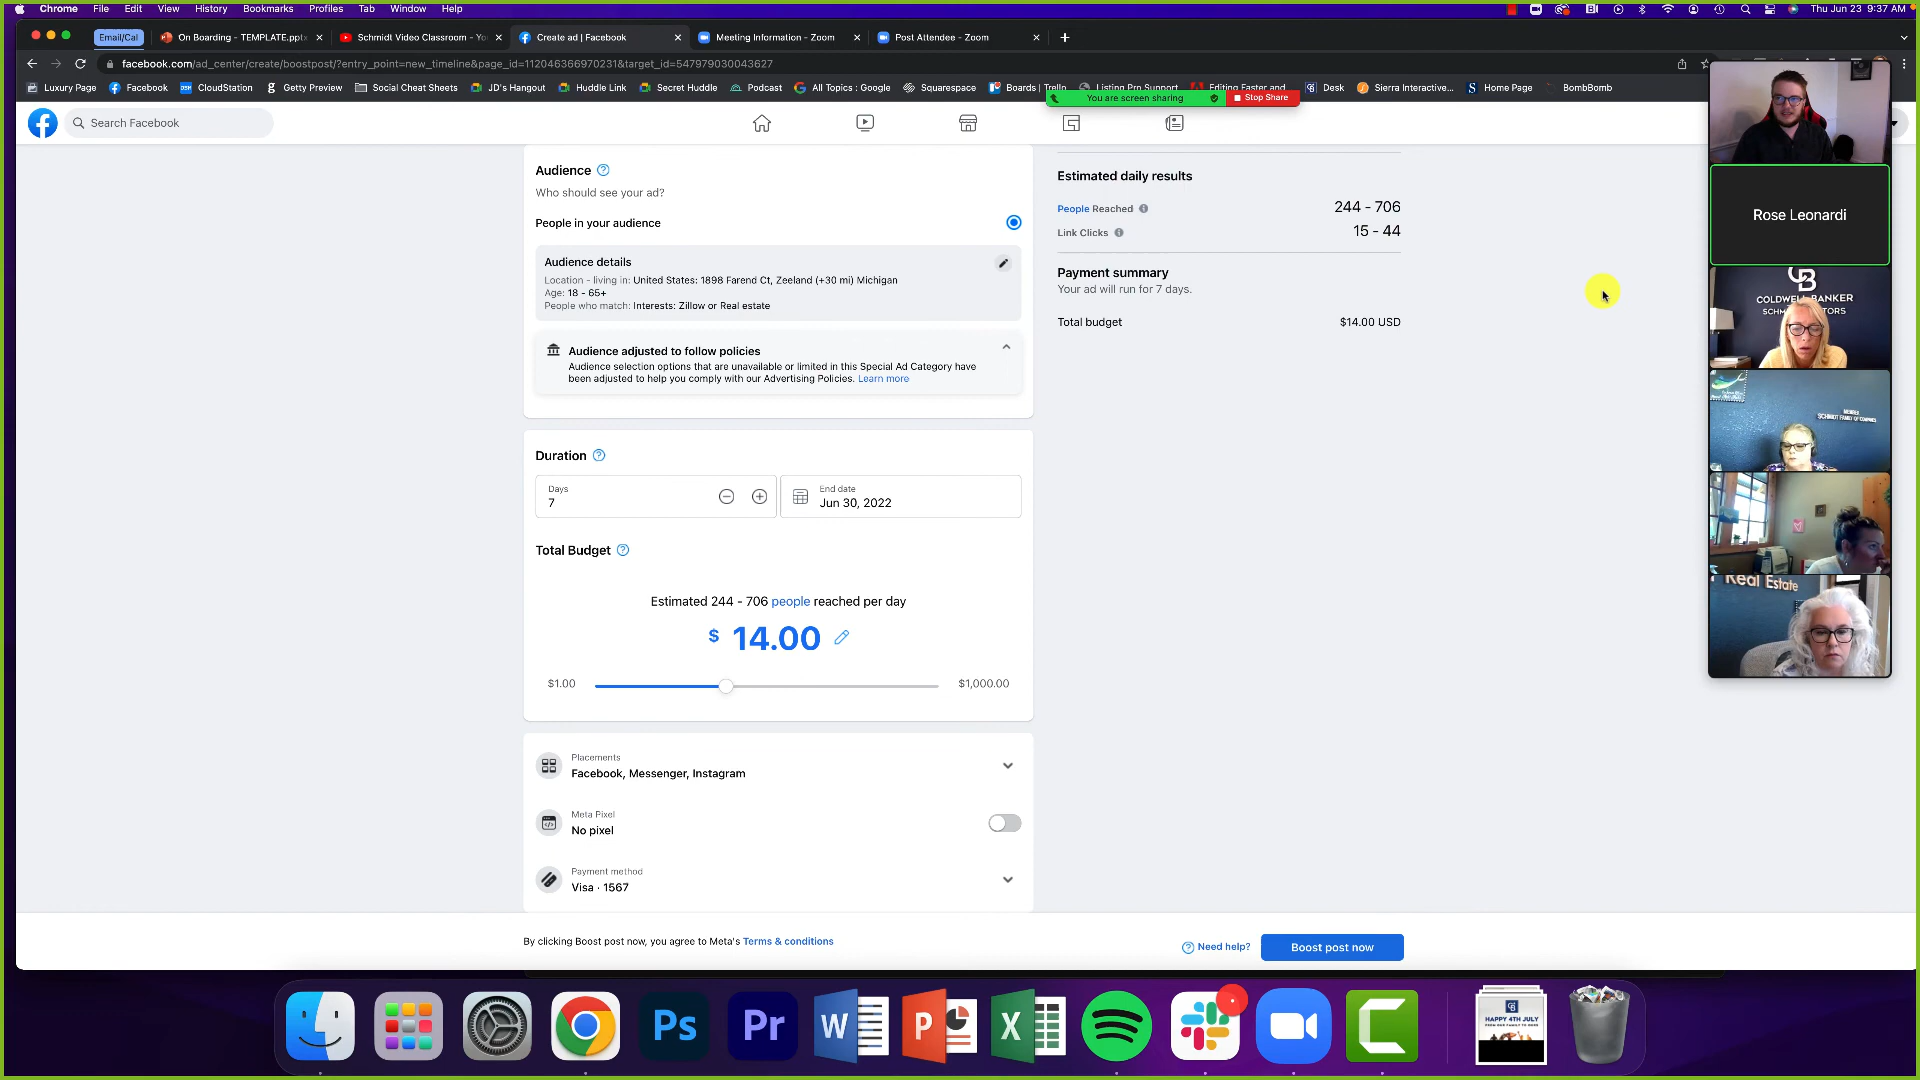 Chrome File Edit View History Bookmarks Profiles Tab Window Help
Thu Jun 23 9:37 AM
Email/Cal
On Boarding - TEMPLATE.pptx
Schmidt Video Classroom - Yo
Create ad | Facebook
Meeting Information - Zoom
Post Attendee - Zoom
facebook.com/ad_center/create/boostpost/?entry_point=new_timeline&page_id=112046366970231&target_id=547979030043627
Luxury Page
Facebook
CloudStation
Getty Preview
Social Cheat Sheets
JD's Hangout
Huddle Link
Secret Huddle
Podcast
All Topics : Google
Squarespace
Boards | Trello
Listing Pro Support
Editing Faster and
Desk
Sierra Interactive...
Home Page
BombBomb
You are screen sharing
Stop Share
Search Facebook
Audience
Who should see your ad?
People in your audience
Audience details
Location - living in: United States: 1898 Farend Ct, Zeeland (+30 mi) Michigan
Age: 18 - 65+
People who match: Interests: Zillow or Real estate
Audience adjusted to follow policies
Audience selection options that are unavailable or limited in this Special Ad Category have
been adjusted to help you comply with our Advertising Policies. Learn more
Duration
Days
7
End date
Jun 30, 2022
Total Budget
Estimated 244 - 706 people reached per day
$ 14.00
$1.00
$1,000.00
Placements
Facebook, Messenger, Instagram
Meta Pixel
No pixel
Payment method
Visa · 1567
By clicking Boost post now, you agree to Meta's Terms & conditions
Need help?
Boost post now
Estimated daily results
People Reached
244 - 706
Link Clicks
15 - 44
Payment summary
Your ad will run for 7 days.
Total budget
$14.00 USD
Rose Leonardi
CB
COLDWELL BANKER
Real Estate
Ps
Pr
W
P
X
C
HAPPY 4TH JULY